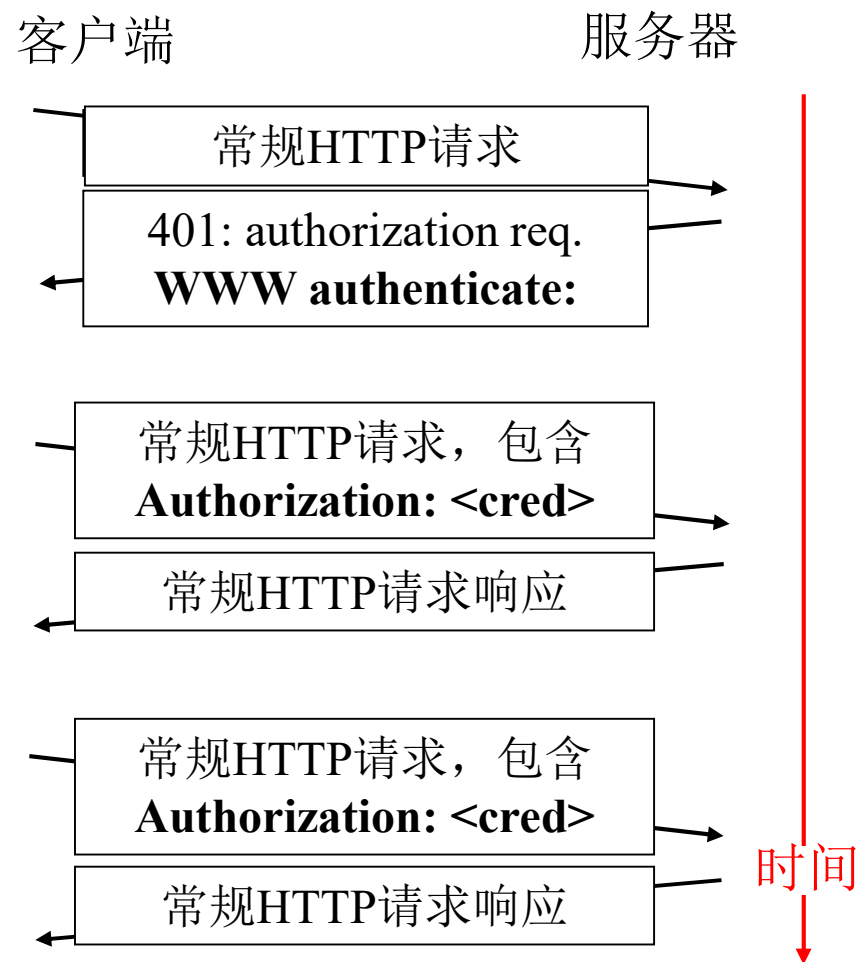 客户端
服务器
常规HTTP请求
401: authorization req.
WWW authenticate:
常规HTTP请求，包含
Authorization: <cred>
常规HTTP请求响应
常规HTTP请求，包含
Authorization: <cred>
时间
常规HTTP请求响应